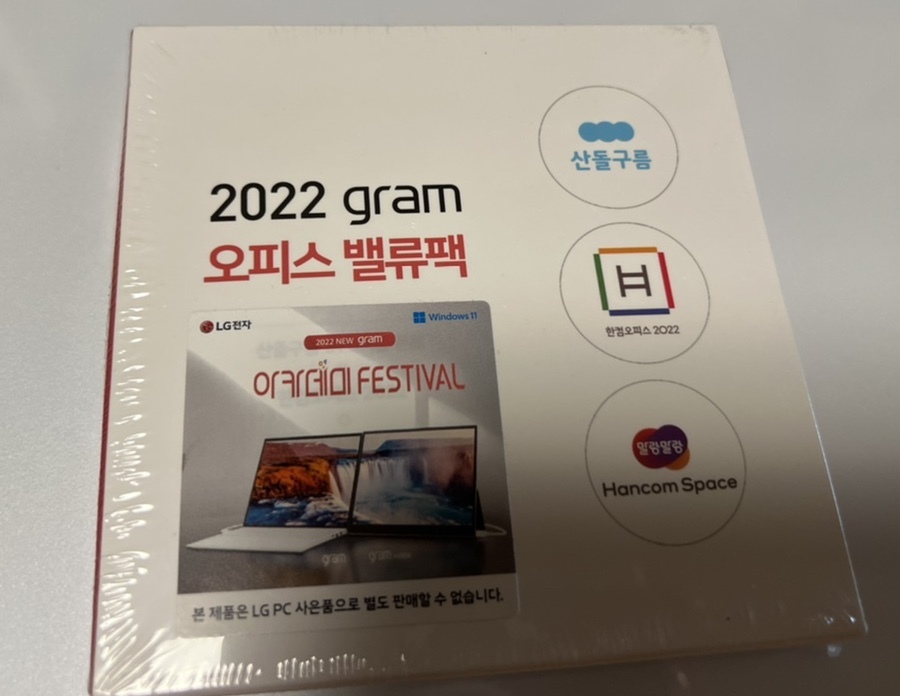 2022 gram
오피스 밸류팩
LG전자
Windows 11
2022 NEW gram
아카데미 FESTIVAL
gram
본 제품은 LG PC 사은품으로 별도 판매할 수 없습니다.
산돌구름
한컴오피스 2022
말랑말랑
Hancom Space